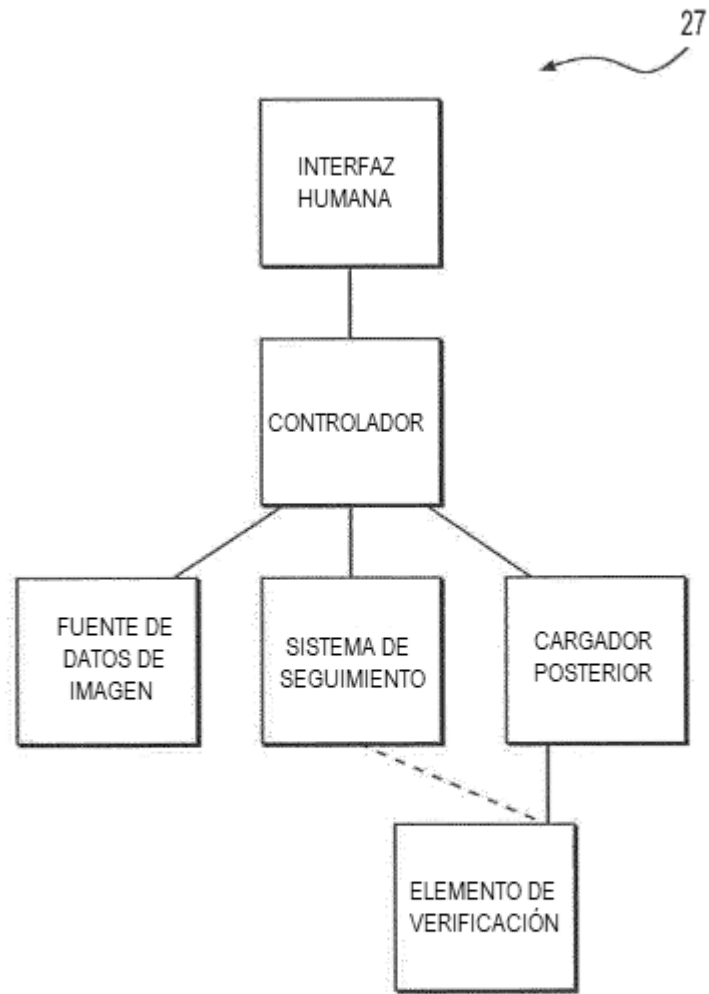 27
INTERFAZ
HUMANA
CONTROLADOR
FUENTE DE
DATOS DE
IMAGEN
SISTEMA DE
SEGUIMIENTO
CARGADOR
POSTERIOR
ELEMENTO DE
VERIFICACIÓN